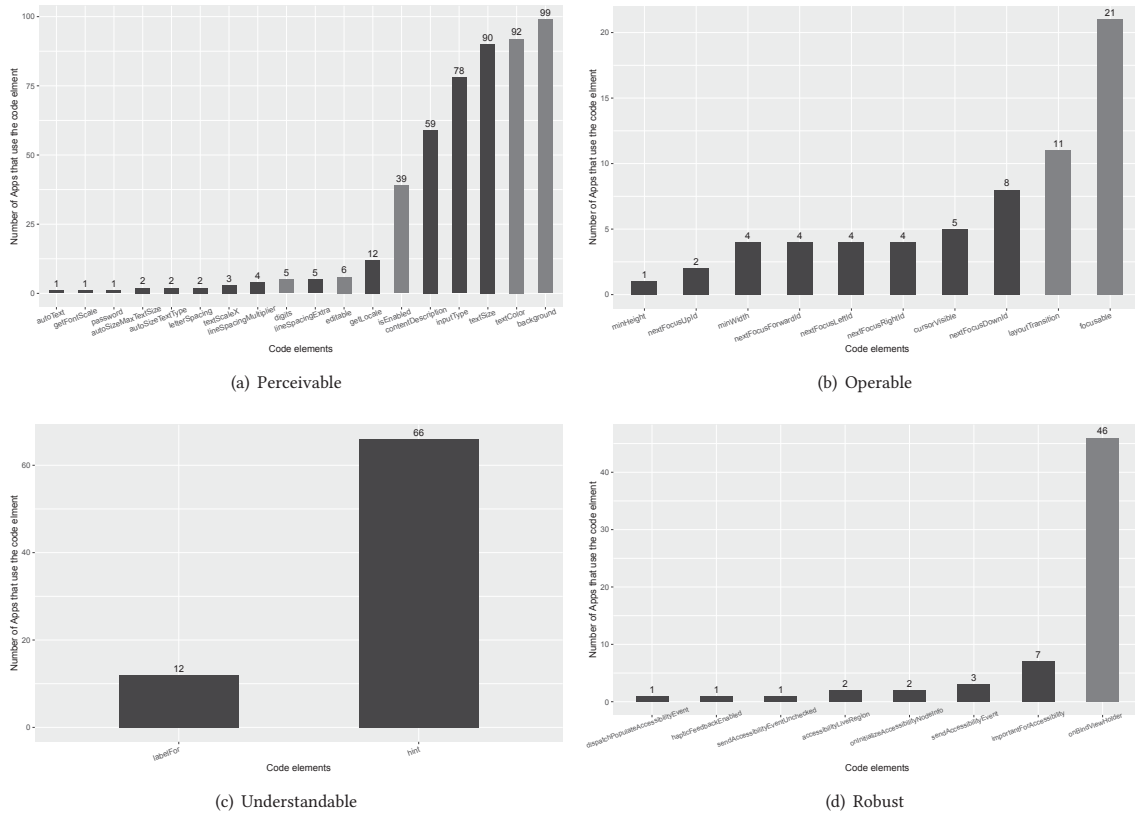 100
75
50
25
0
Number of Apps that use the code elment
1
1
1
2
2
2
3
4
5
5
6
12
39
59
78
90
92
99
autoText
getFontScale
password
autoSizeMaxTextSize
autoSizeTextType
letterSpacing
textScaleX
lineSpacingMultiplier
digits
lineSpacingExtra
editable
getLocale
isEnabled
contentDescription
inputType
textSize
textColor
background
Code elements
(a) Perceivable
20
15
10
5
0
Number of Apps that use the code elment
1
2
4
4
4
4
5
8
11
21
minHeight
nextFocusUpId
minWidth
nextFocusForwardId
nextFocusLeftId
nextFocusRightId
cursorVisible
nextFocusDownId
layoutTransition
focusable
Code elements
(b) Operable
60
40
20
0
Number of Apps that use the code elment
12
66
labelFor
hint
Code elements
(c) Understandable
40
30
20
10
0
Number of Apps that use the code elment
1
1
1
2
2
3
7
46
dispatchPopulateAccessibilityEvent
hapticFeedbackEnabled
sendAccessibilityEventUnchecked
accessibilityLiveRegion
onInitializeAccessibilityNodeInfo
sendAccessibilityEvent
importantForAccessibility
onBindViewHolder
Code elements
(d) Robust